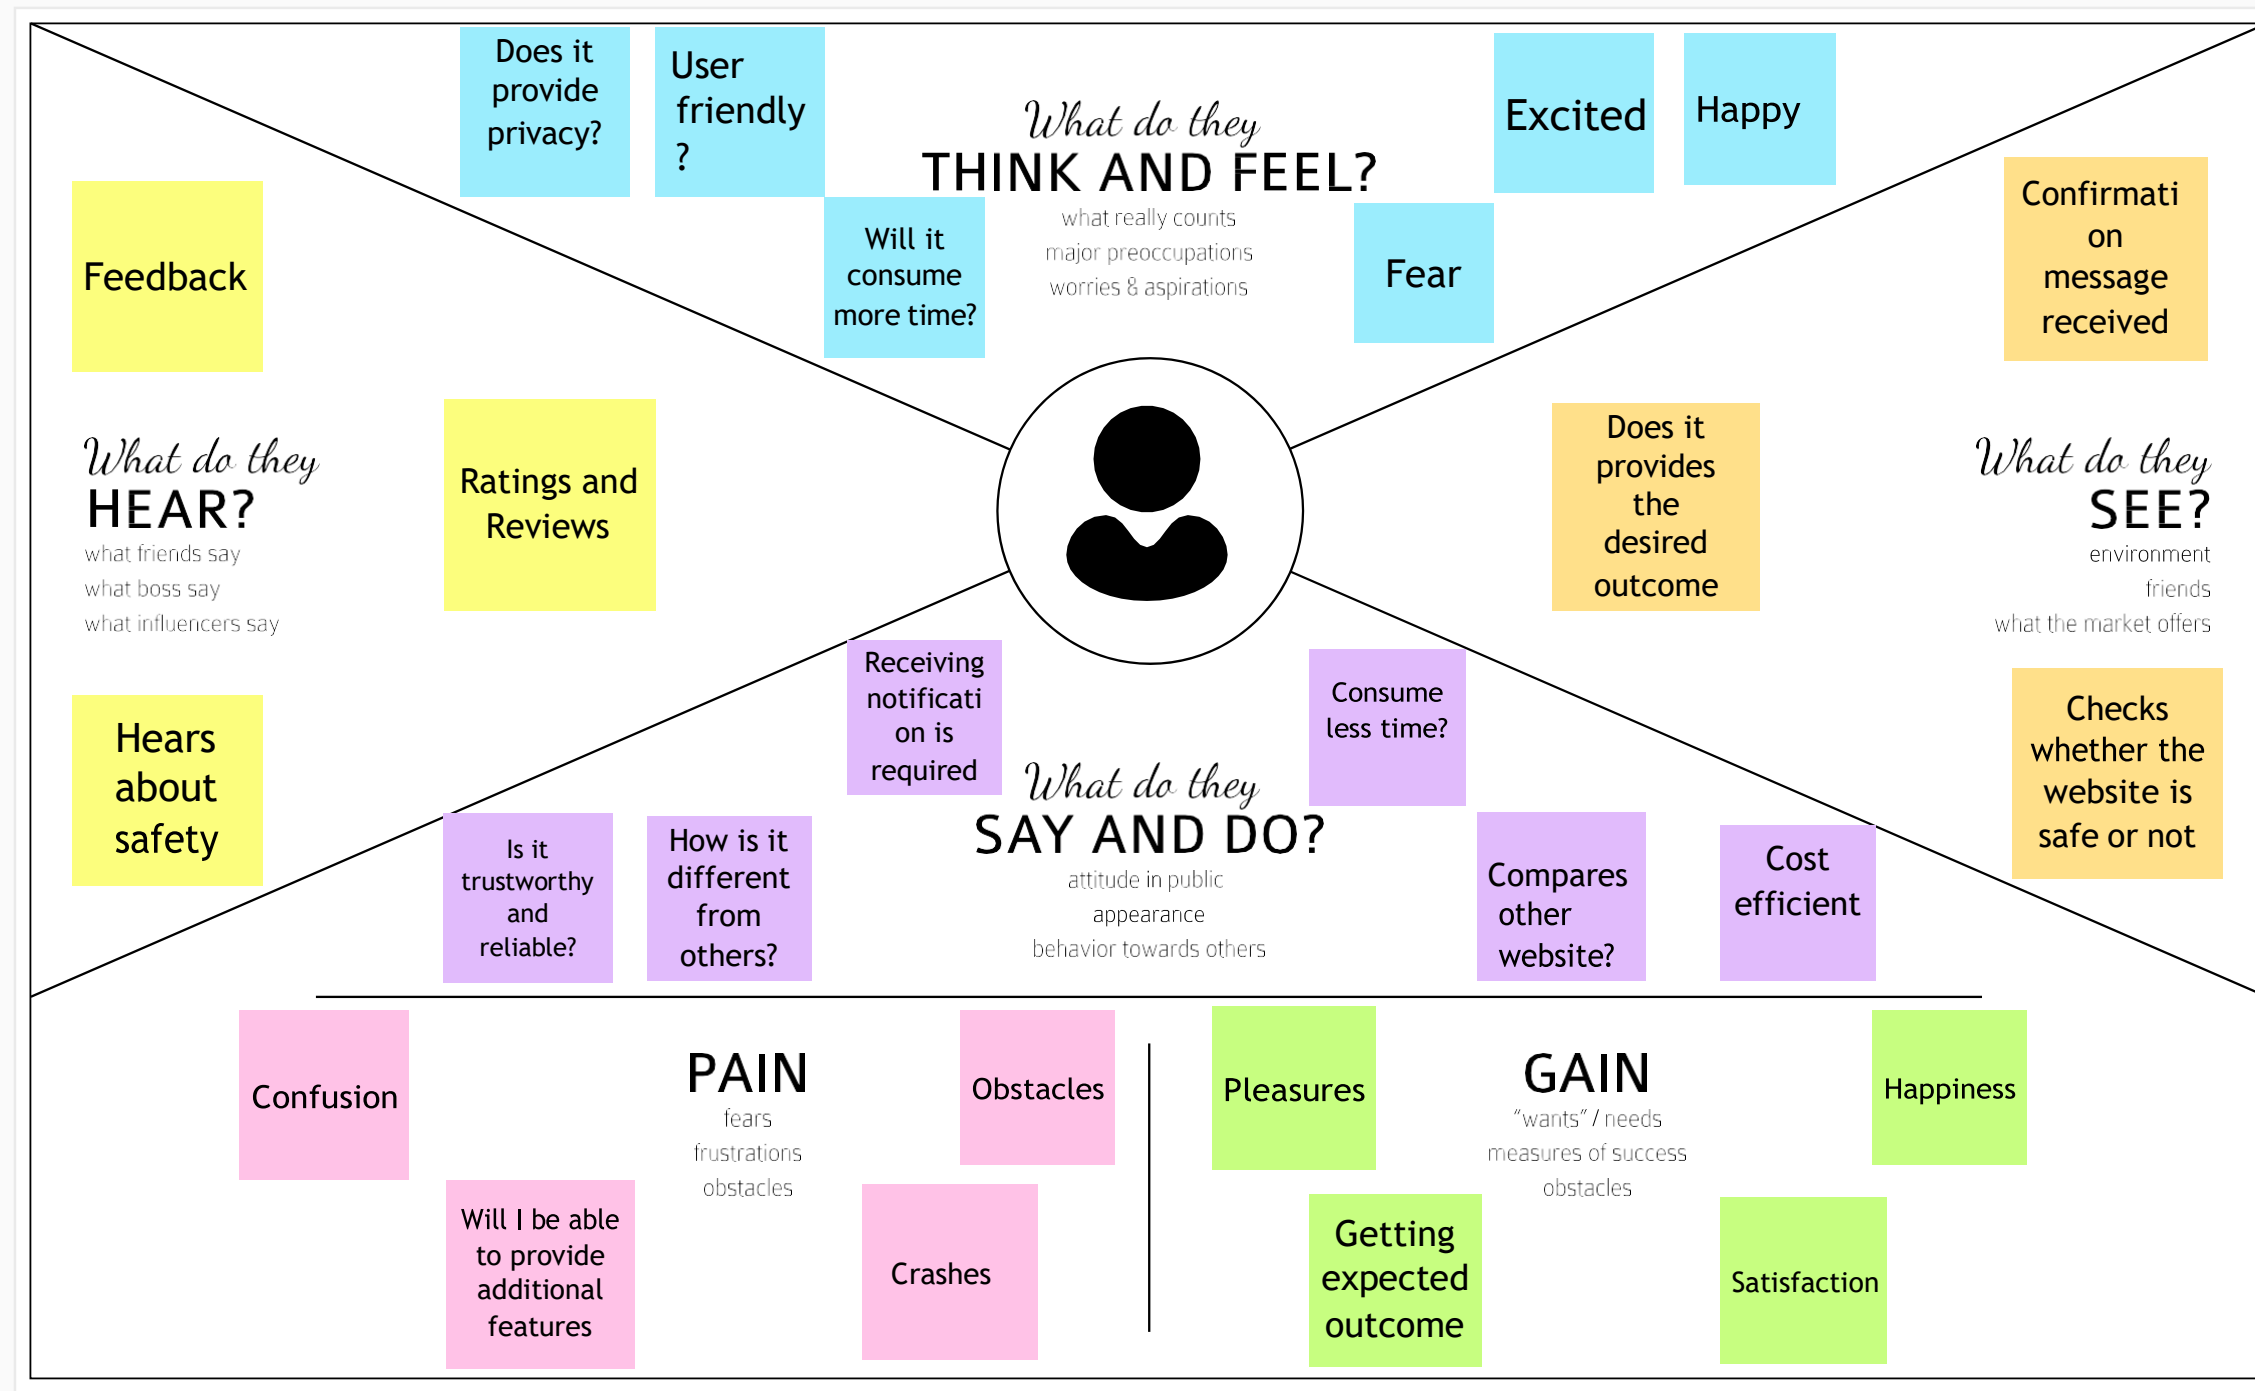 Does it
provide
privacy?
User
friendly
?
What do they
THINK AND FEEL?
what really counts
major preoccupations
worries & aspirations
Will it
consume
more time?
Excited
Happy
Fear
Feedback
Ratings and
Reviews
What do they
HEAR?
what friends say
what boss say
what influencers say
Hears
about
safety
Confirmati
on
message
received
Does it
provides
the
desired
outcome
What do they
SEE?
environment
friends
what the market offers
Checks
whether the
website is
safe or not
Receiving
notificati
on is
required
Consume
less time?
What do they
SAY AND DO?
attitude in public
appearance
behavior towards others
Is it
trustworthy
and
reliable?
How is it
different
from
others?
Compares
other
website?
Cost
efficient
Confusion
PAIN
fears
frustrations
obstacles
Obstacles
Will I be able
to provide
additional
features
Crashes
Pleasures
GAIN
“wants” / needs
measures of success
obstacles
Happiness
Getting
expected
outcome
Satisfaction